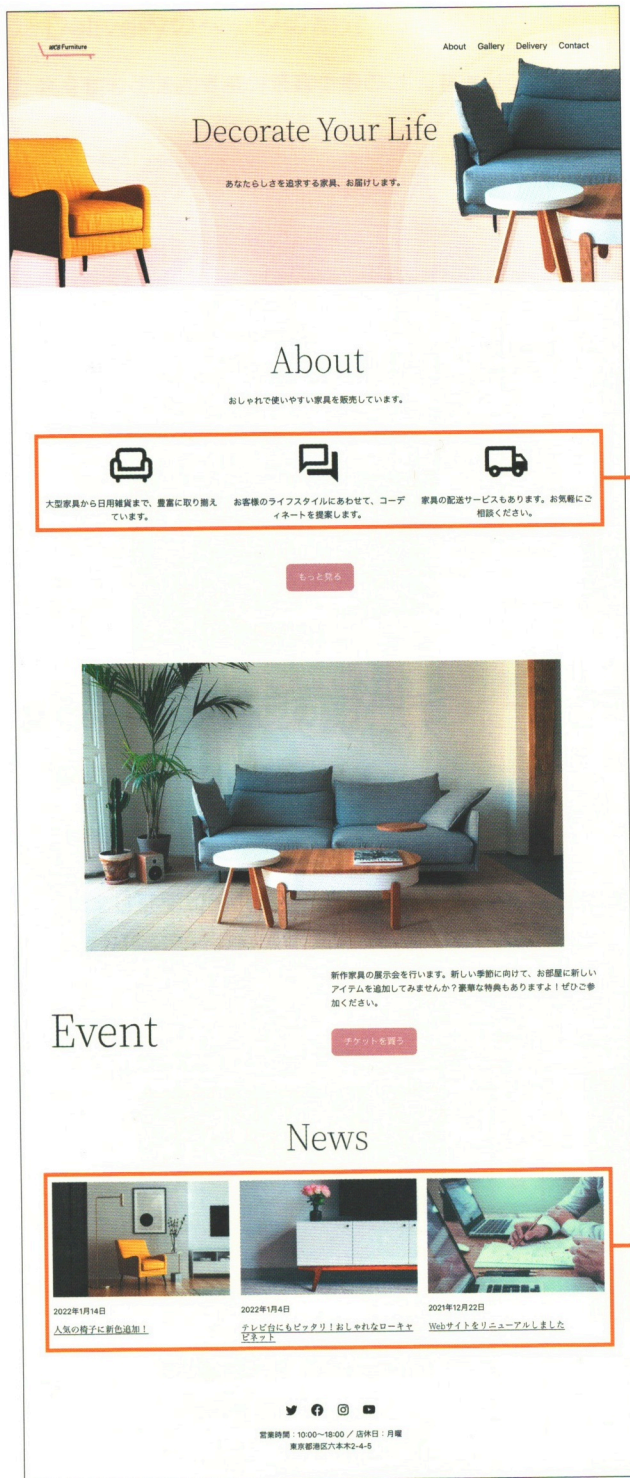 WCBFurniture
About Gallery Delivery Contact
Decorate Your Life
あなたらしさを追求する家具、お届けします。
About
おしゃれで使いやすい家具を販売しています。
大型家具から日用雑貨まで、豊富に取り揃え
ています。
お客様のライフスタイルにあわせて、コーデ
ィネートを提案します。
家具の配送サービスもあります。お気軽にご
相談ください。
もっと見る
新作家具の展示会を行います。新しい季節に向けて、お部屋に新しい
アイテムを追加してみませんか？豪華な特典もありますよ！ぜひご参
加ください。
Event
チケットを買う
News
2022年1月14日
人気の椅子に新色追加！
2022年1月4日
テレビ台にもピッタリ！おしゃれなローキャ
ビネット
2021年12月22日
Webサイトをリニューアルしました
営業時間：10:00〜18:00 ／ 店休日：月曜
東京都港区六本木2-4-5